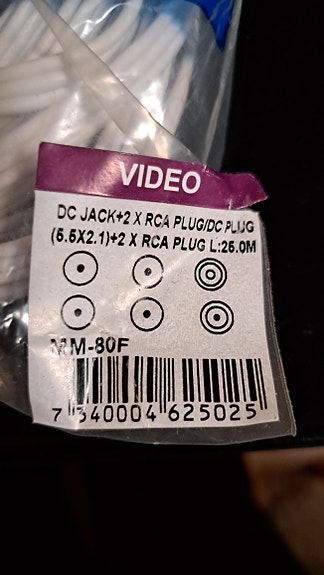 VIDEO
DC JACK+2 X RCA PLUG/DC PLUG
(5.5X2.1)+2 X RCA PLUG L:25.0M
MM-80F
7 340004 625025